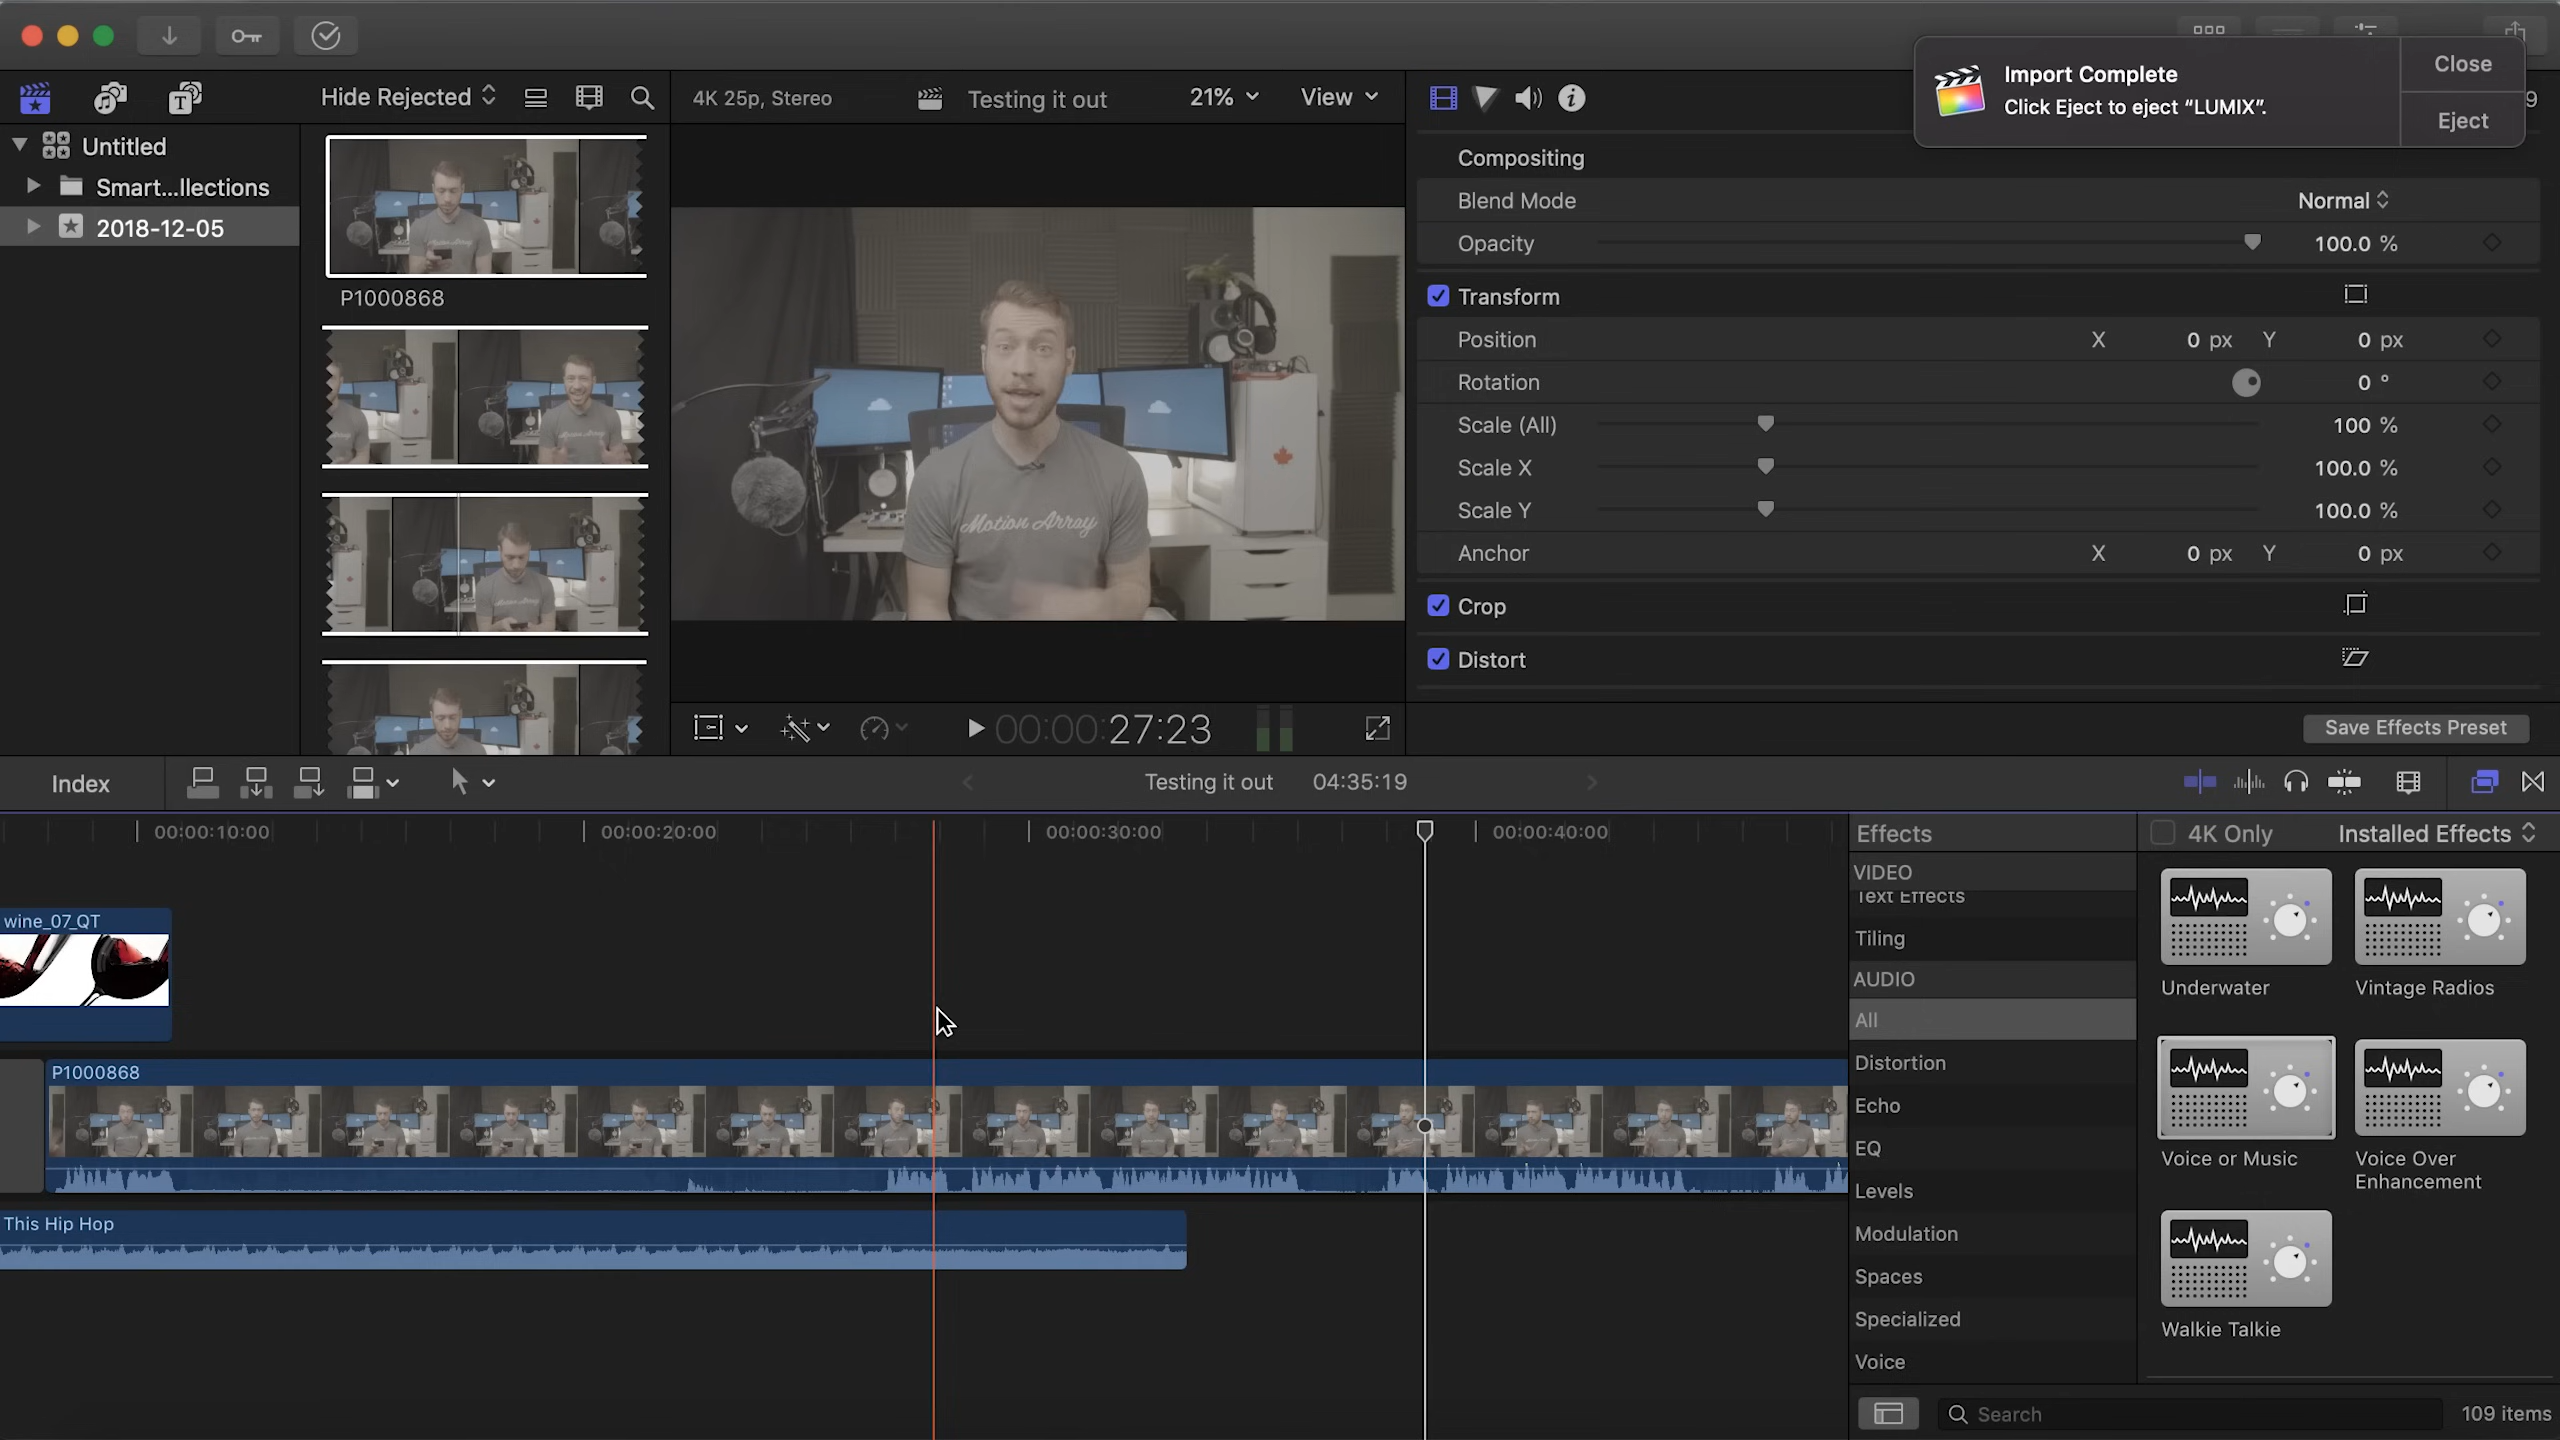 Import Complete
Click Eject to eject “LUMIX”.
Close
Eject
Hide Rejected
4K 25p, Stereo
Testing it out
21%
View
9
Untitled
Smart...llections
2018-12-05
P1000868
Motion Array
Compositing
Blend Mode
Normal
Opacity
100.0 %
Transform
Position
X 0 px Y 0 px
Rotation
0 °
Scale (All)
100 %
Scale X
100.0 %
Scale Y
100.0 %
Anchor
X 0 px Y 0 px
Crop
Distort
00:00:27:23
Save Effects Preset
Index
Testing it out 04:35:19
00:00:10:00
00:00:20:00
00:00:30:00
00:00:40:00
wine_07_QT
P1000868
This Hip Hop
Effects
4K Only
Installed Effects
VIDEO
Text Effects
Tiling
AUDIO
All
Distortion
Echo
EQ
Levels
Modulation
Spaces
Specialized
Voice
Underwater
Vintage Radios
Voice or Music
Voice Over
Enhancement
Walkie Talkie
Search
109 items